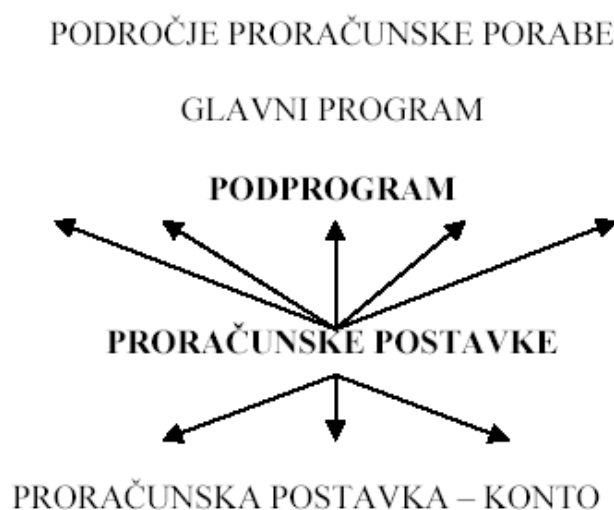 PODROČJE PRORAČUNSKE PORABE
GLAVNI PROGRAM
PODPROGRAM
PRORAČUNSKE POSTAVKE
PRORAČUNSKA POSTAVKA – KONTO